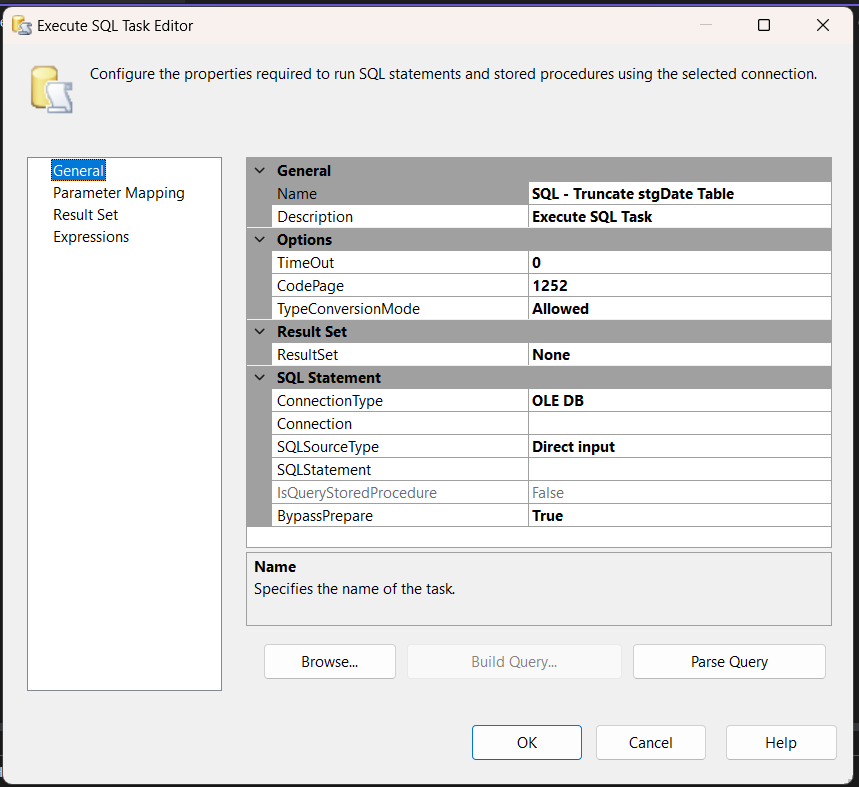 Execute SQL Task Editor
Configure the properties required to run SQL statements and stored procedures using the selected connection.
General
Parameter Mapping
Result Set
Expressions
General
Name SQL - Truncate stgDate Table
Description Execute SQL Task
Options
TimeOut 0
CodePage 1252
TypeConversionMode Allowed
Result Set
ResultSet None
SQL Statement
ConnectionType OLE DB
Connection
SQLSourceType Direct input
SQLStatement
IsQueryStoredProcedure False
BypassPrepare True
Name
Specifies the name of the task.
Browse... Build Query... Parse Query
OK Cancel Help